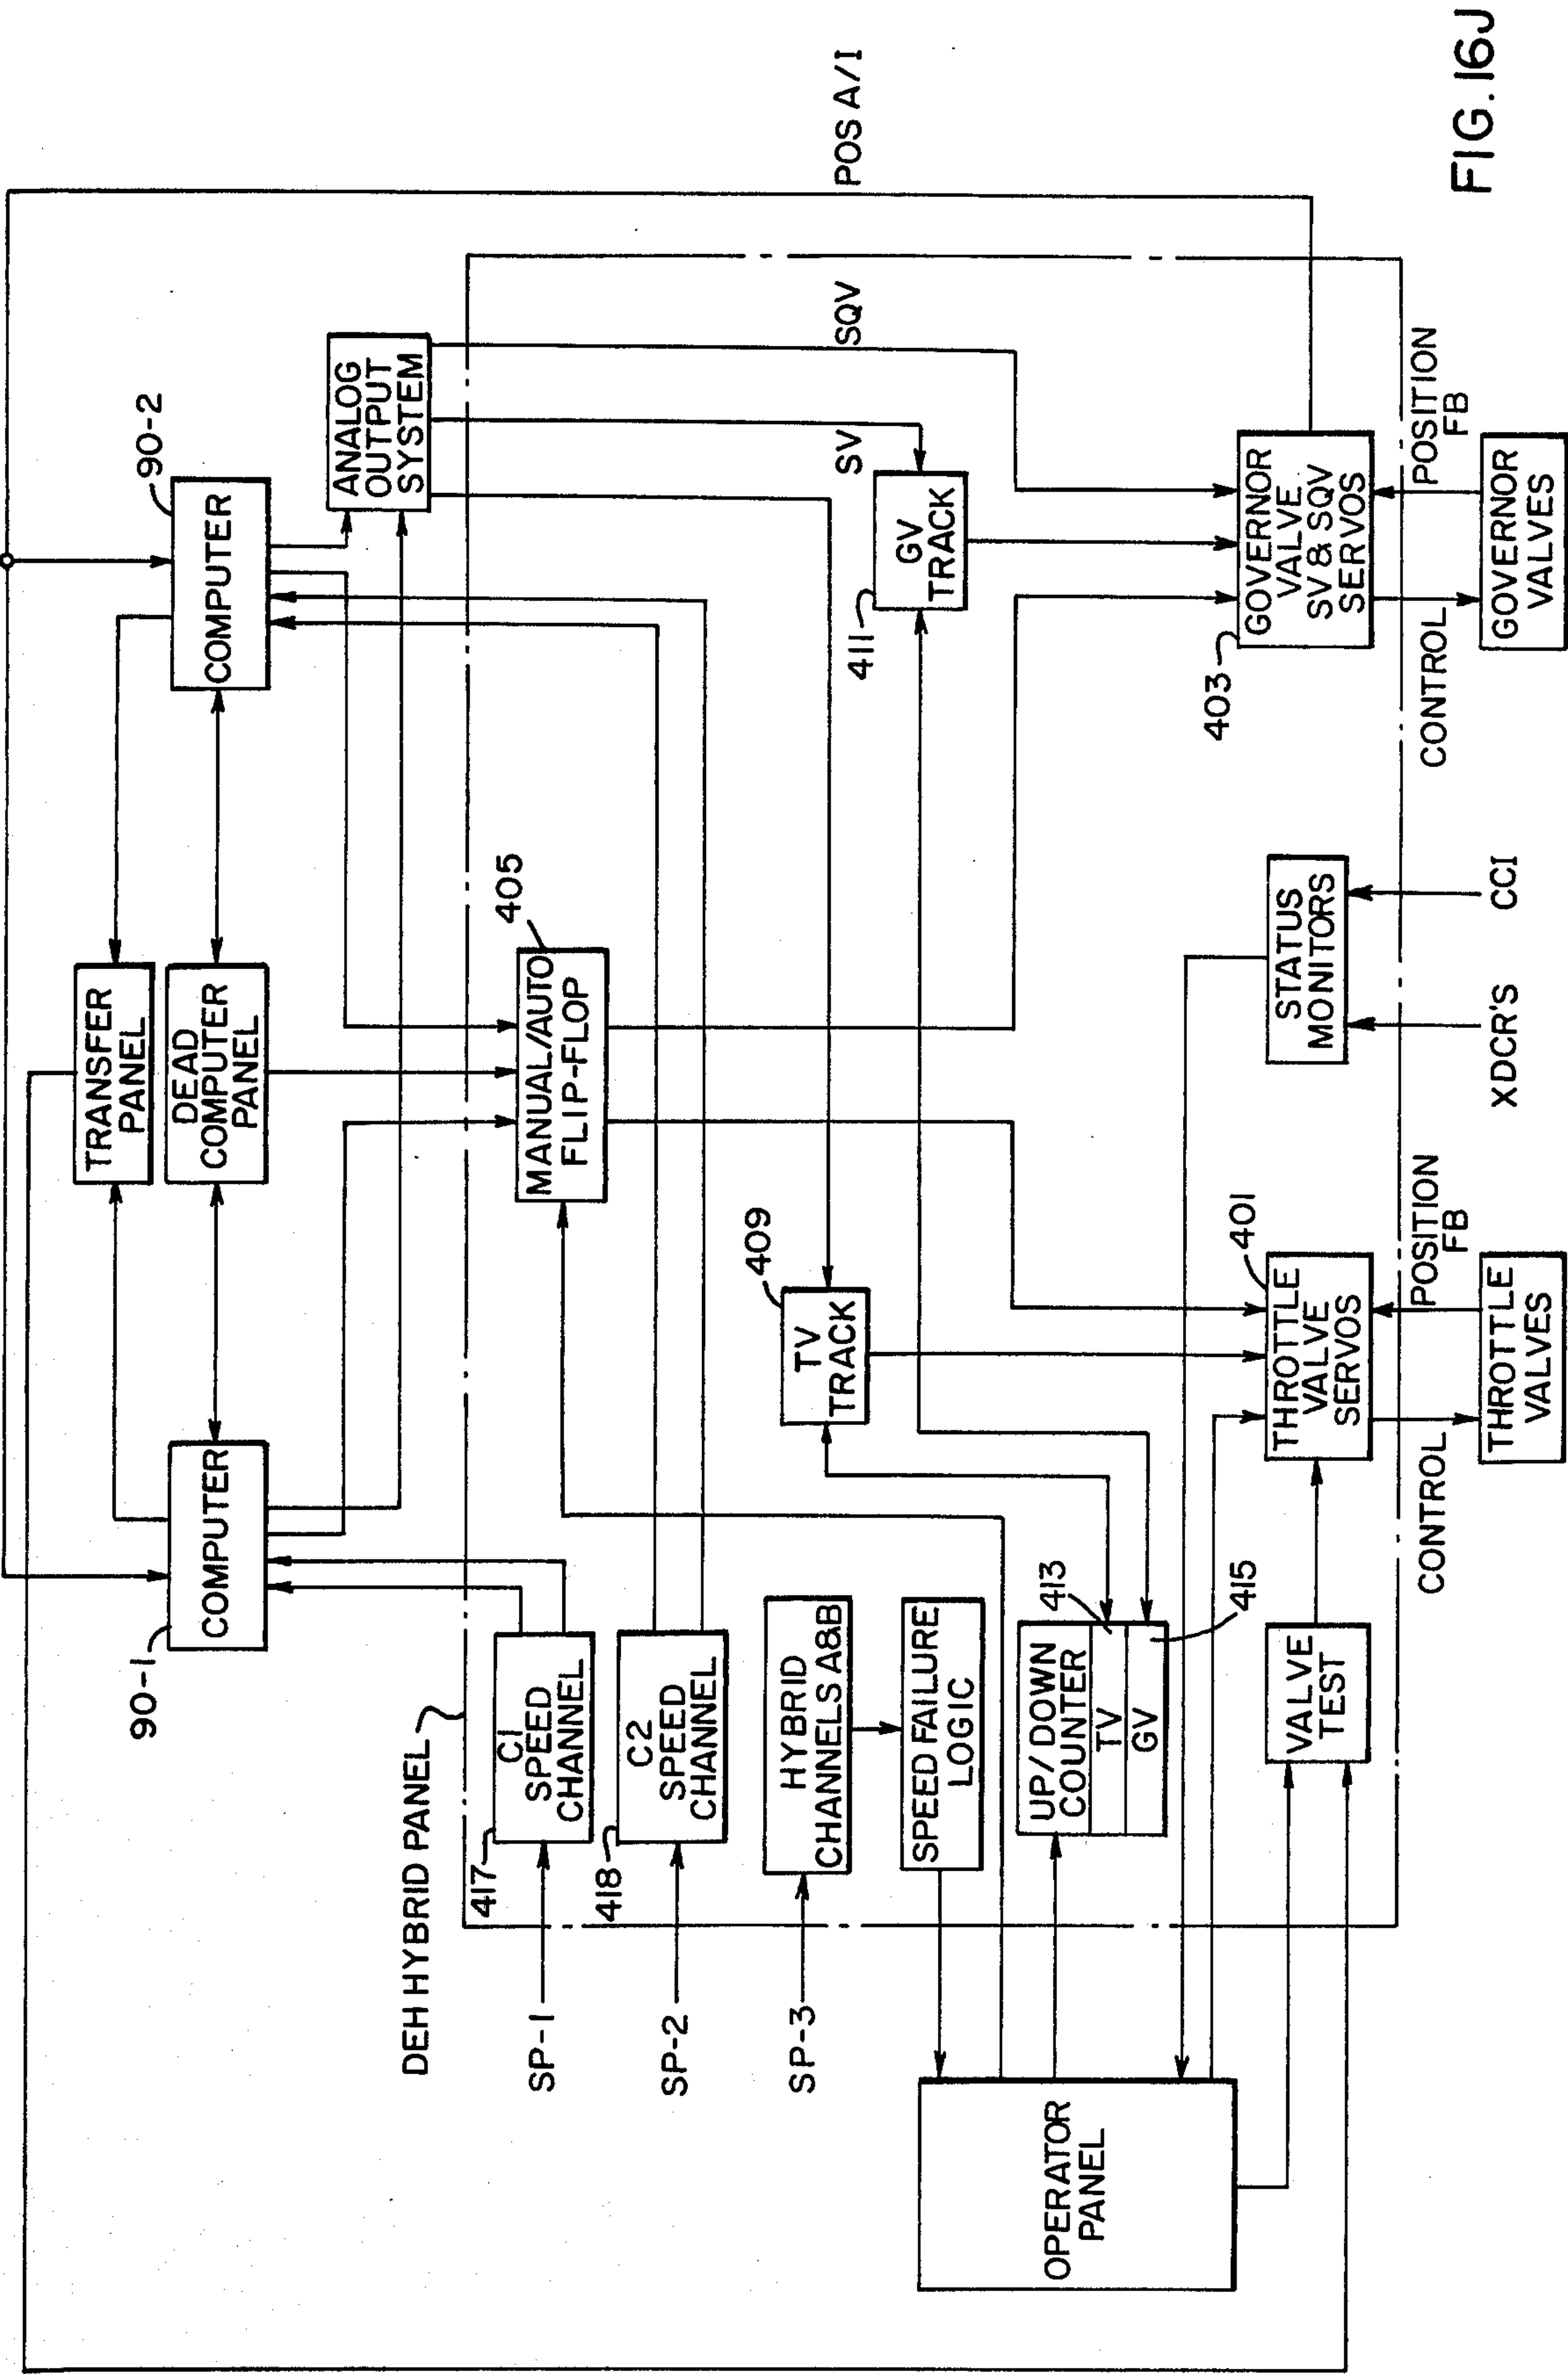 TRANSFER
PANEL
90-1
COMPUTER
DEAD
COMPUTER
PANEL
COMPUTER
90-2
ANALOG
OUTPUT
SYSTEM
DEH HYBRID PANEL
SP-1
417
C1
SPEED
CHANNEL
MANUAL/AUTO
FLIP-FLOP
405
SP-2
418
C2
SPEED
CHANNEL
SP-3
HYBRID
CHANNELS A&B
409
TV
TRACK
SV
SQV
POS A/I
411
GV
TRACK
SPEED FAILURE
LOGIC
OPERATOR
PANEL
UP/DOWN
COUNTER
TV
GV
413
415
VALVE
TEST
401
THROTTLE
VALVE
SERVOS
STATUS
MONITORS
403
GOVERNOR
VALVE
SV & SQV
SERVOS
CONTROL
POSITION
FB
XDCR'S
CCI
CONTROL
POSITION
FB
THROTTLE
VALVES
GOVERNOR
VALVES
FIG. 16J